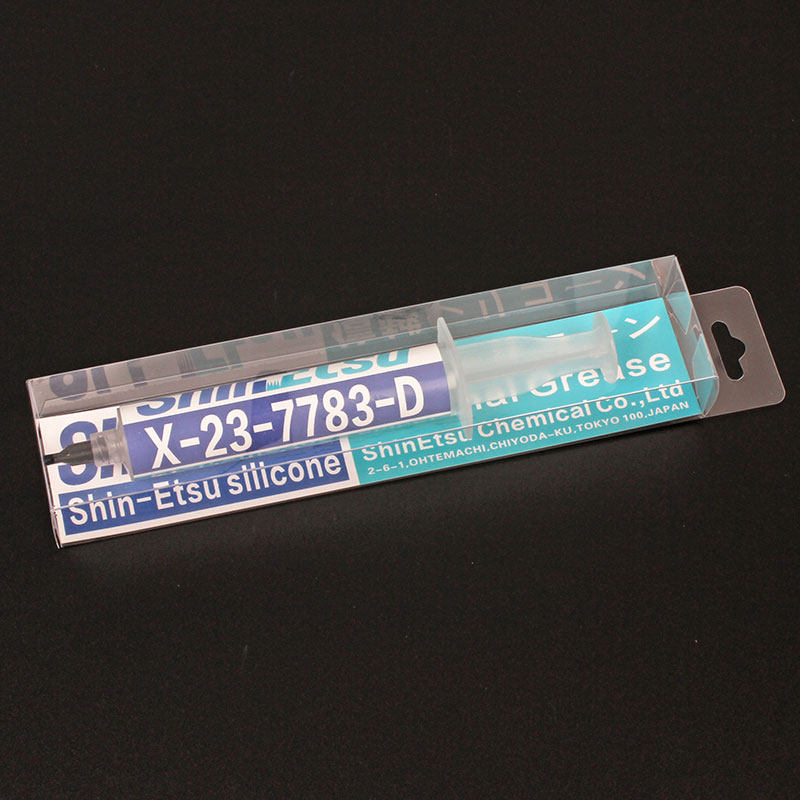 Shin-Etsu
X-23-7783-D
Shin-Etsu silicone
Grease
ShinEtsu Chemical Co.,Ltd
2-6-1,OHTEMACHI,CHIYODA-KU,TOKYO 100,JAPAN